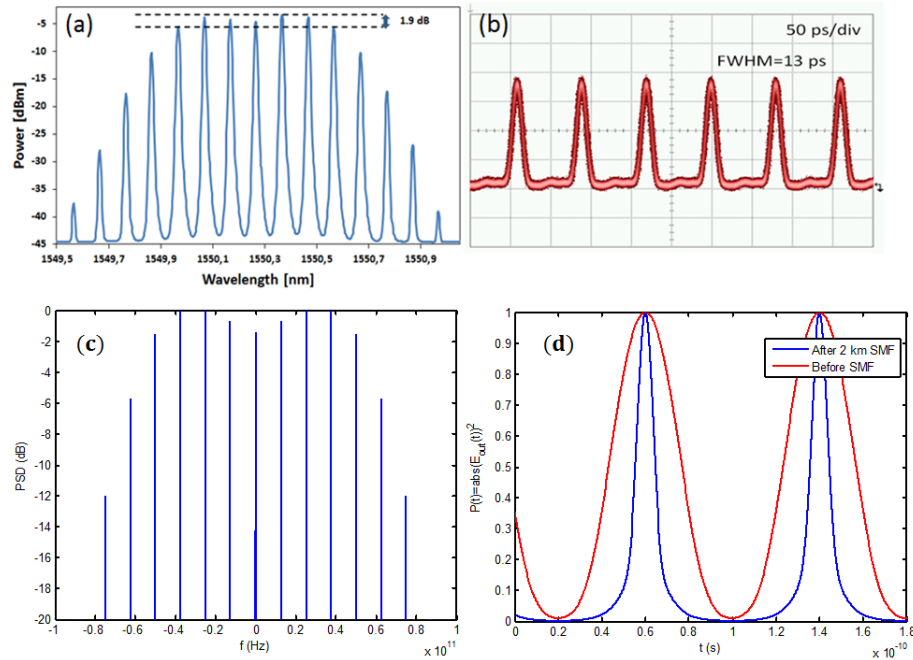 (a)
1.9 dB
Power [dBm]
-5
-10
-15
-20
-25
-30
-35
-40
-45
1549,5 1549,7 1549,9 1550,1 1550,3 1550,5 1550,7 1550,9
Wavelength [nm]
(b)
50 ps/div
FWHM=13 ps
(c)
PSD (dB)
0
-2
-4
-6
-8
-10
-12
-14
-16
-18
-20
-1 -0.8 -0.6 -0.4 -0.2 0 0.2 0.4 0.6 0.8 1
f (Hz)
x 10¹¹
(d)
After 2 km SMF
Before SMF
P(t)=abs(E_out(t))²
1
0.9
0.8
0.7
0.6
0.5
0.4
0.3
0.2
0.1
0
0 0.2 0.4 0.6 0.8 1 1.2 1.4 1.6 1.8 2
t (s)
x 10⁻¹⁰